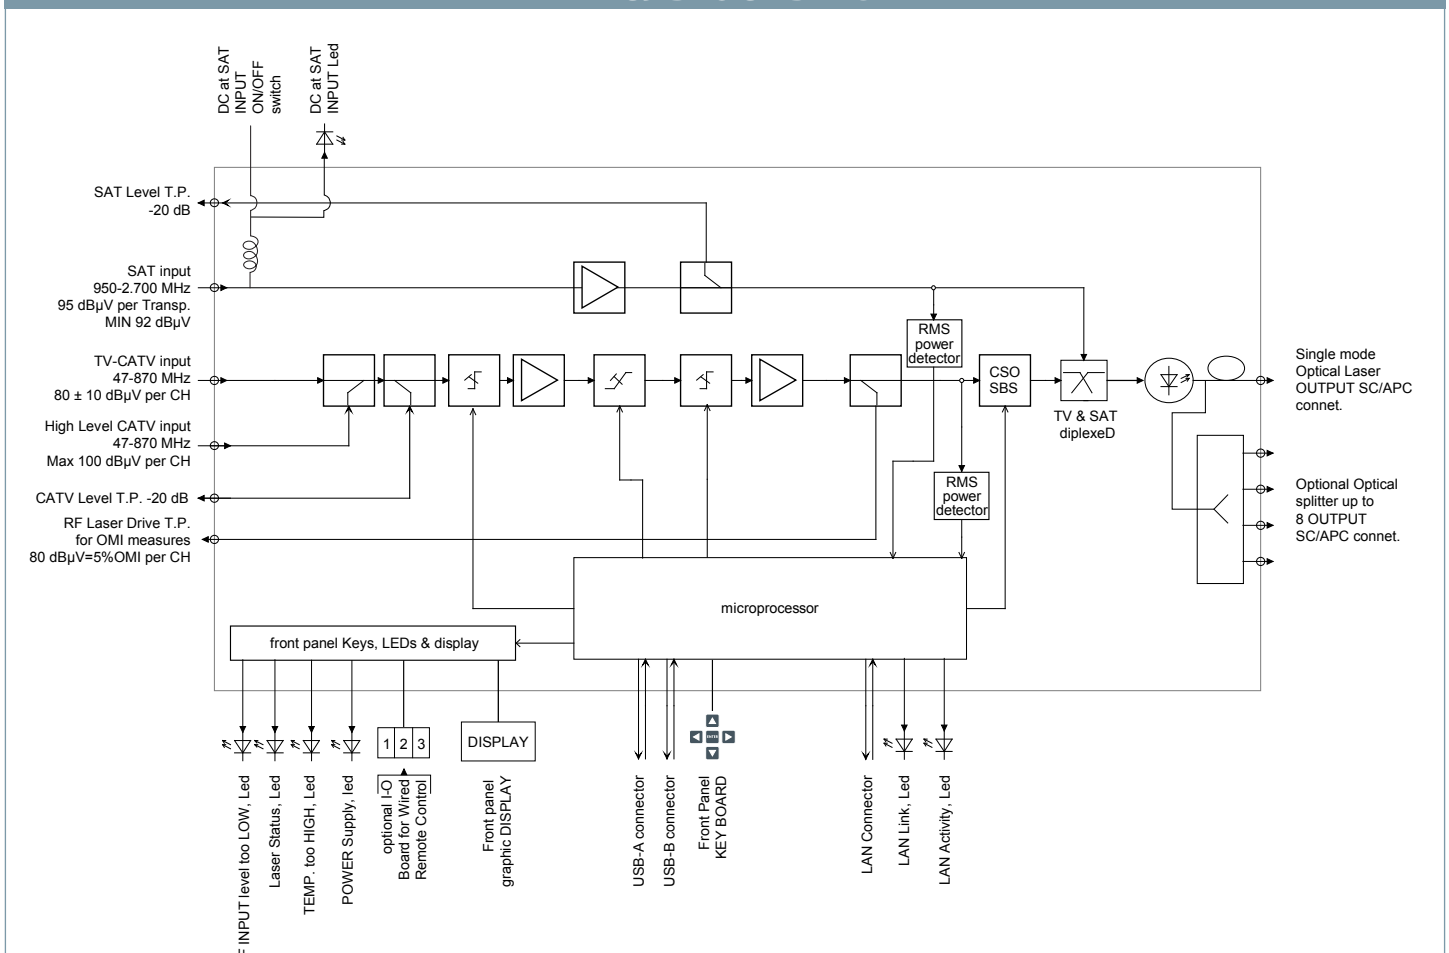 DC at SAT
INPUT
ON/OFF
switch
DC at SAT
INPUT Led
SAT Level T.P.
-20 dB
SAT input
950-2.700 MHz
95 dBµV per Transp.
MIN 92 dBµV
TV-CATV input
47-870 MHz
80 ± 10 dBµV per CH
High Level CATV input
47-870 MHz
Max 100 dBµV per CH
CATV Level T.P. -20 dB
RF Laser Drive T.P.
for OMI measures
80 dBµV=5%OMI per CH
RMS
power
detector
CSO
SBS
TV & SAT
diplexeD
RMS
power
detector
Single mode
Optical Laser
OUTPUT SC/APC
connet.
Optional Optical
splitter up to
8 OUTPUT
SC/APC connet.
microprocessor
front panel Keys, LEDs & display
1 2 3
DISPLAY
ENTER
INPUT level too LOW, Led
Laser Status, Led
TEMP. too HIGH, Led
POWER Supply, led
optional I-O
Board for Wired
Remote Control
Front panel
graphic DISPLAY
USB-A connector
USB-B connector
Front Panel
KEY BOARD
LAN Connector
LAN Link, Led
LAN Activity, Led